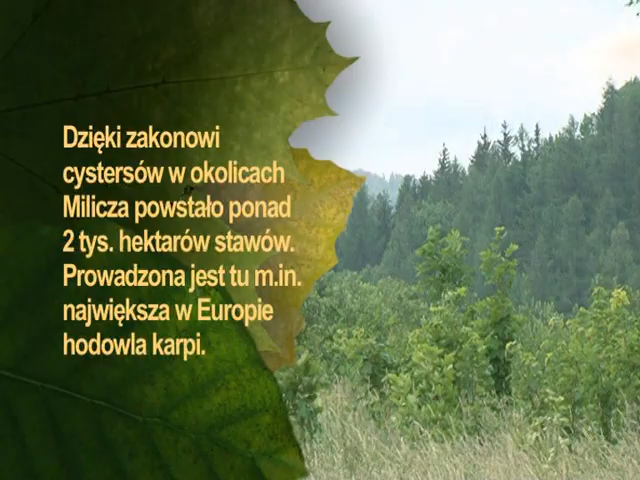 Dzięki zakonowi
cystersów w okolicach
Milicza powstało ponad
2 tys. hektarów stawów.
Prowadzona jest tu m.in.
największa w Europie
hodowla karpi.